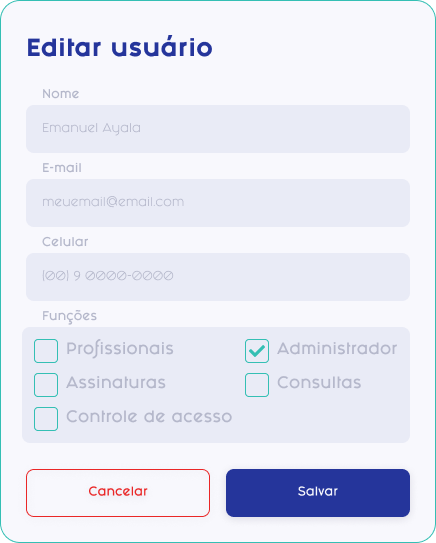 Editar usuário
Nome
Emanuel Ayala
E-mail
meuemail@email.com
Celular
(00) 9 0000-0000
Funções
Profissionais
Administrador
Assinaturas
Consultas
Controle de acesso
Cancelar
Salvar